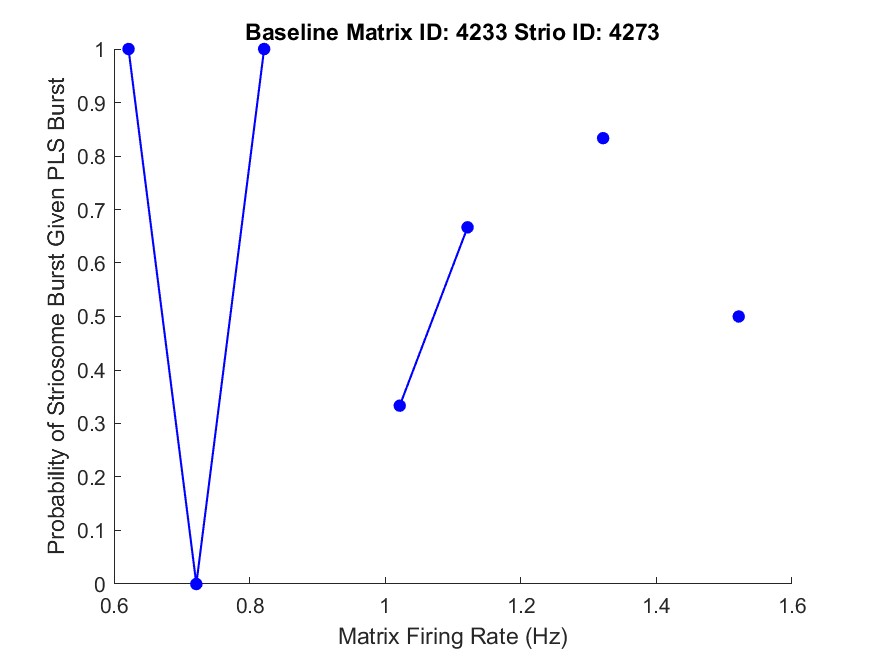 Baseline Matrix ID: 4233 Strio ID: 4273
Probability of Striosome Burst Given PLS Burst
1
0.9
0.8
0.7
0.6
0.5
0.4
0.3
0.2
0.1
0
0.6 0.8 1 1.2 1.4 1.6
Matrix Firing Rate (Hz)